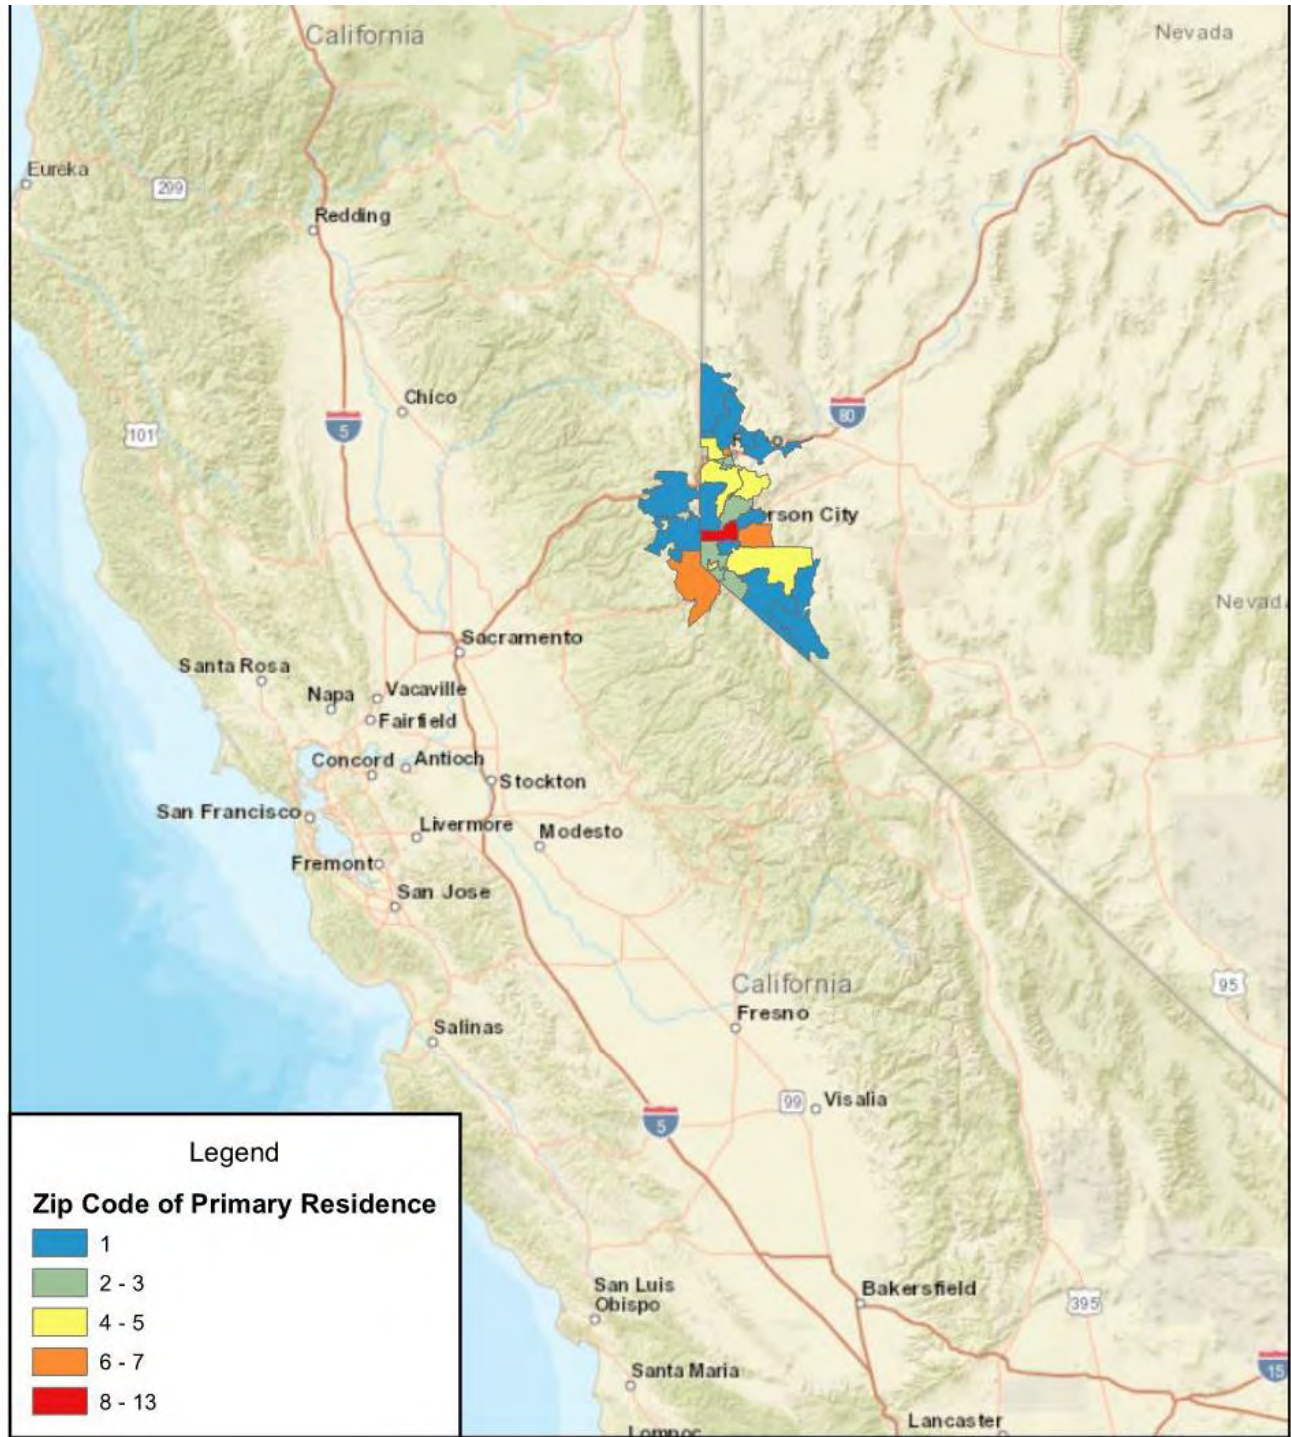 California
Nevada
Eureka
299
Redding
Chico
101
5
80
R no
rson City
Nevad
Sacramento
Santa Rosa
Napa
Vacaville
Fairfield
Concord
Antioch
Stockton
San Francisco
Livermore
Modesto
Fremont
San Jose
California
95
Fresno
Salinas
99
Visalia
5
Legend
Zip Code of Primary Residence
1
2 - 3
4 - 5
6 - 7
8 - 13
San Luis
Obispo
Bakersfield
395
15
Santa Maria
Lancaster
Lompoc